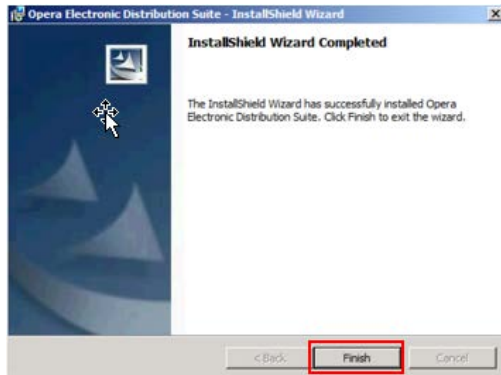 Opera Electronic Distribution Suite - InstallShield Wizard
InstallShield Wizard Completed
The InstallShield Wizard has successfully installed Opera
Electronic Distribution Suite. Click Finish to exit the wizard.
< Back
Finish
Cancel